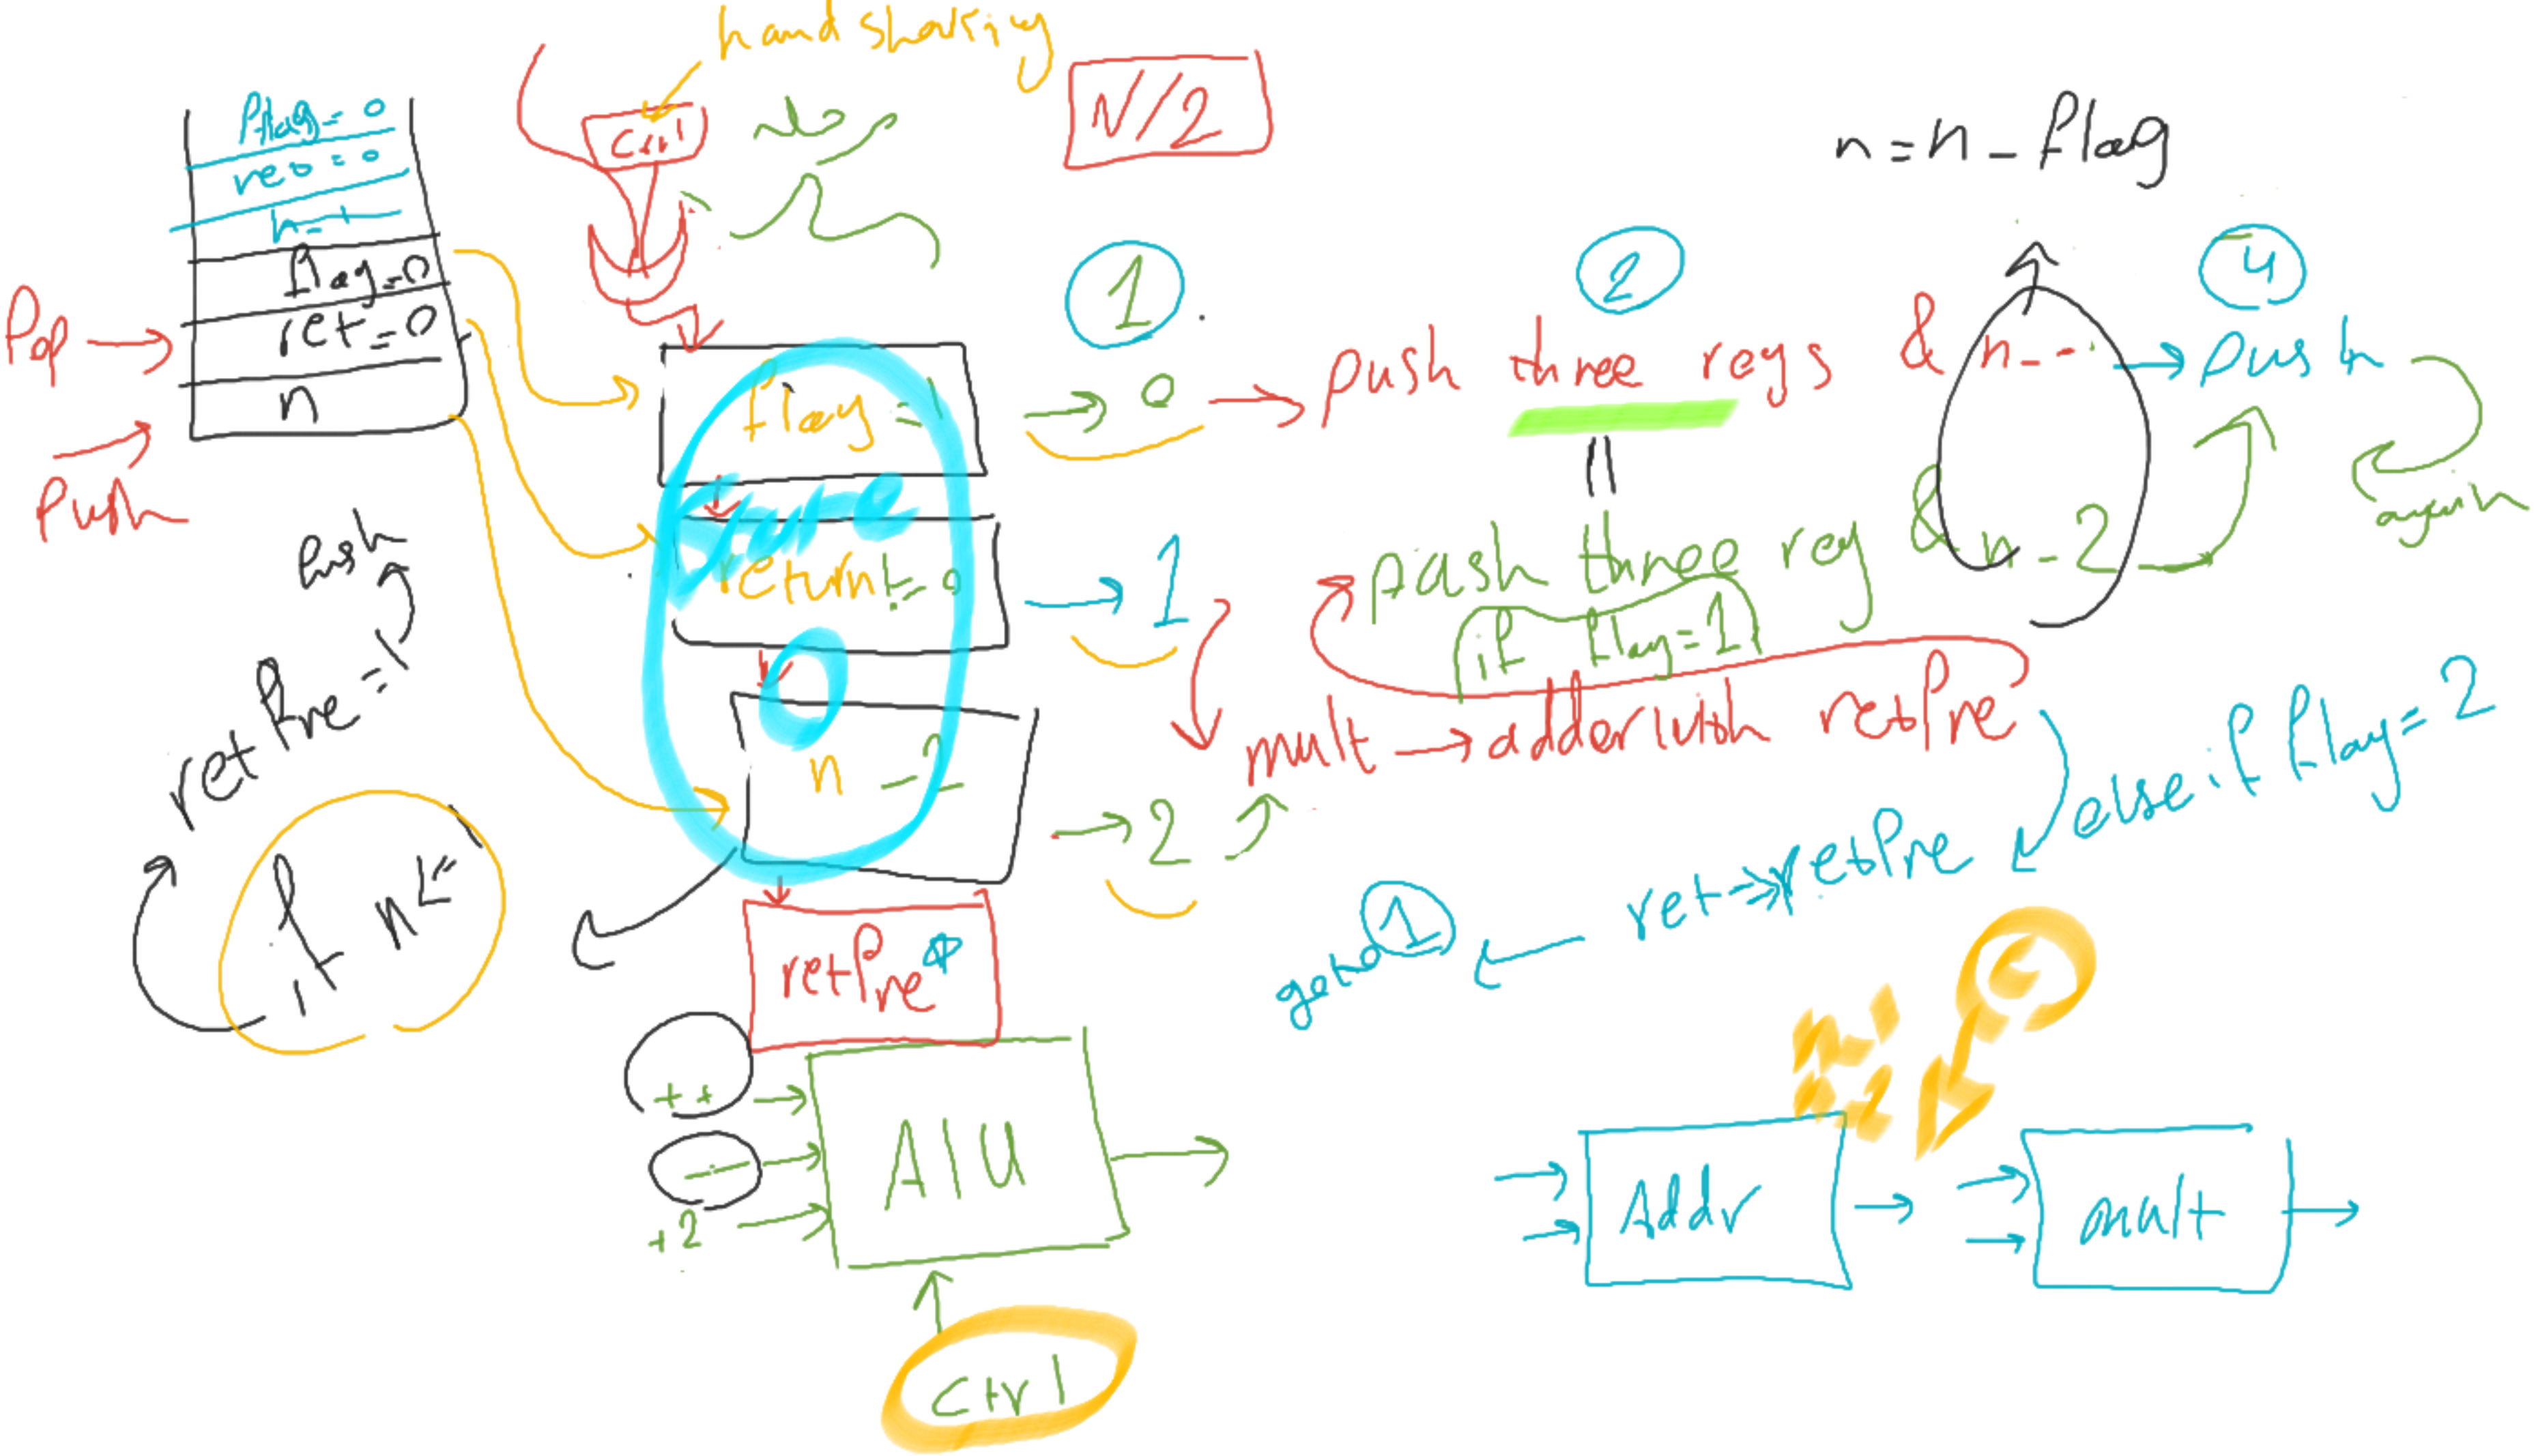 hand shaking
Ctrl
N/2
n = n - flag
flag = 0
res = 0
flag = 0
ret = 0
n
Pop
Push
1
2
4
flag = 1
0
push three regs & n--
push
again
store
return = 0
1
push three reg & n - 2
if flag = 1
Push
retPre = 1
if n <=
n - 2
2
mult → adder with retPre
else if flag = 2
ret → retPre
goto 1
retPre
++
--
+2
ALU
Ctrl
C
n-1
n-2
Addr
mult